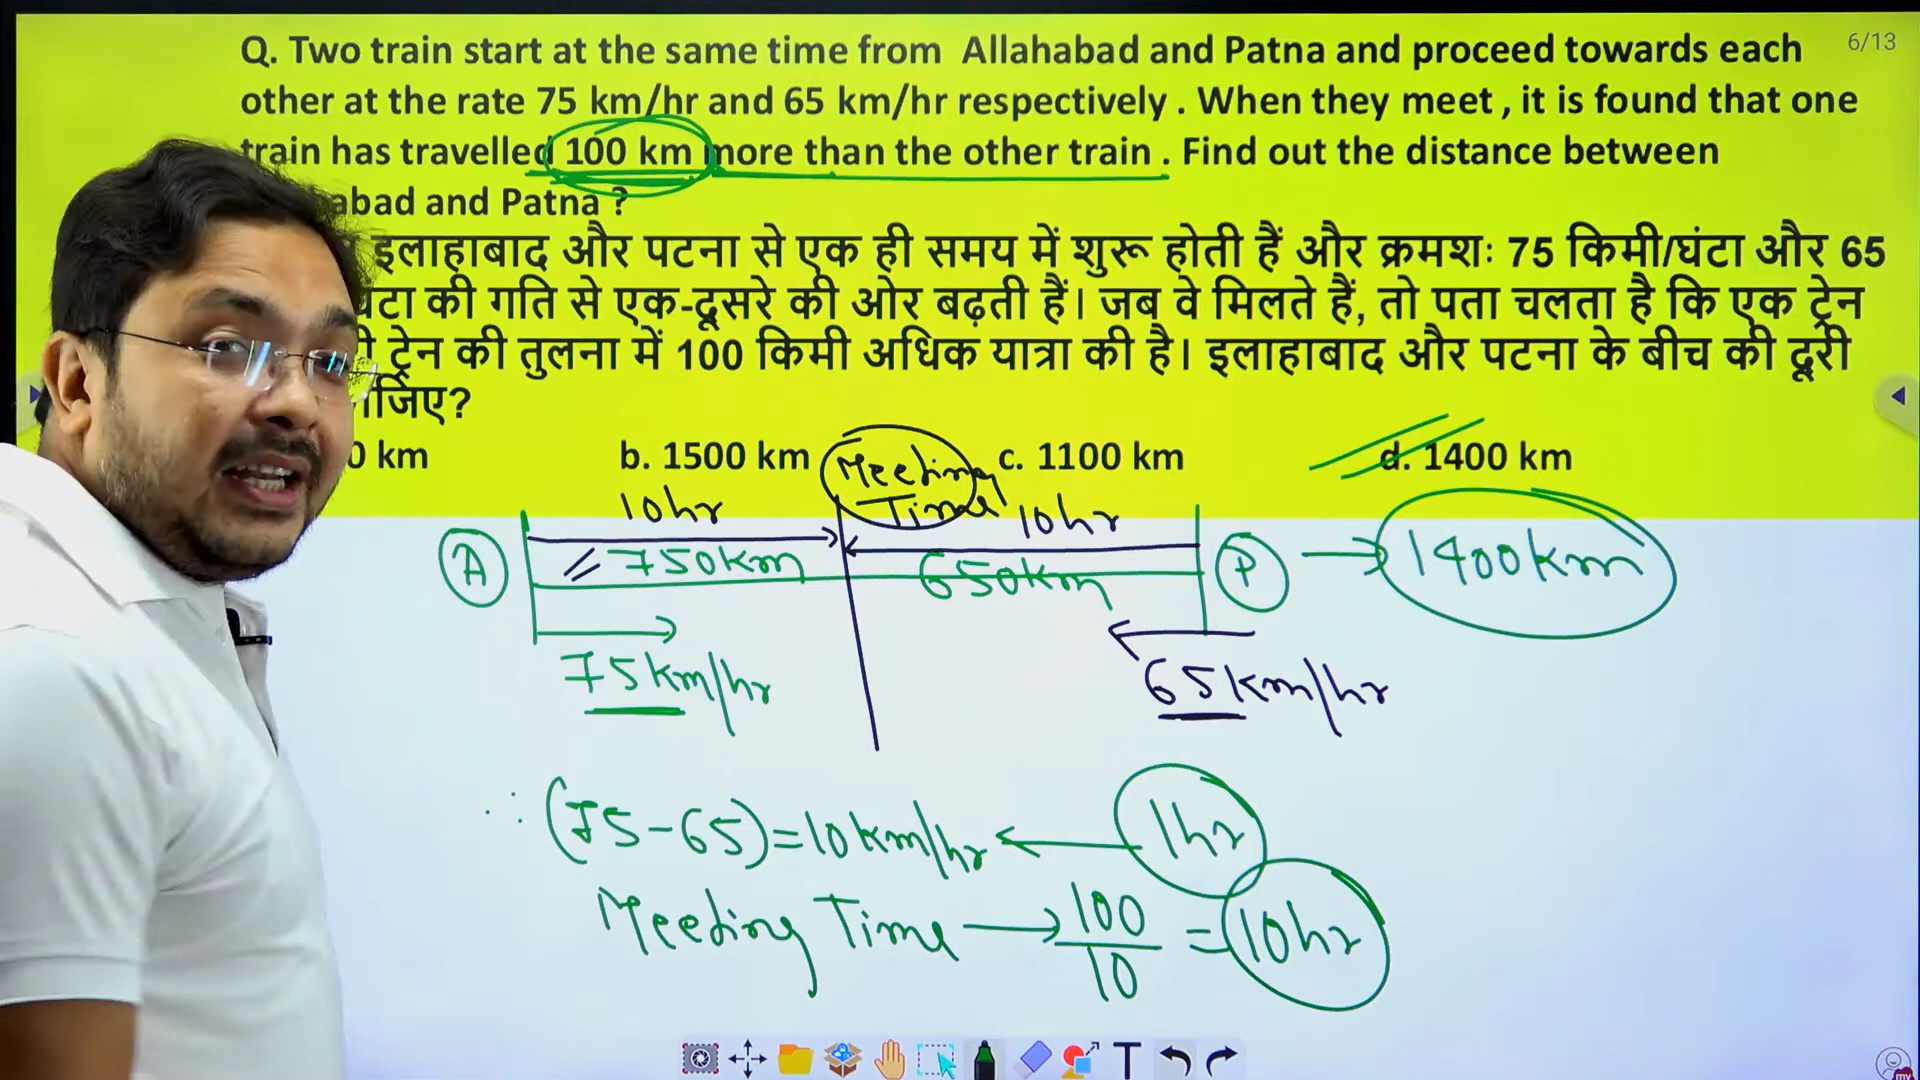 Q. Two train start at the same time from Allahabad and Patna and proceed towards each
6/13
other at the rate 75 km/hr and 65 km/hr respectively . When they meet , it is found that one
train has travelled 100 km more than the other train . Find out the distance between
abad and Patna ?
इलाहाबाद और पटना से एक ही समय में शुरू होती हैं और क्रमशः 75 किमी/घंटा और 65
घंटा की गति से एक-दूसरे की ओर बढ़ती हैं। जब वे मिलते हैं, तो पता चलता है कि एक ट्रेन
ट्रेन की तुलना में 100 किमी अधिक यात्रा की है। इलाहाबाद और पटना के बीच की दूरी
जिए?
0 km b. 1500 km c. 1100 km d. 1400 km
Meeting
Time
10hr 10hr
A 750km 650km P → 1400km
75km/hr 65km/hr
∵ (75-65)=10km/hr ← 1hr
Meeting Time → 100/10 = 10hr
T